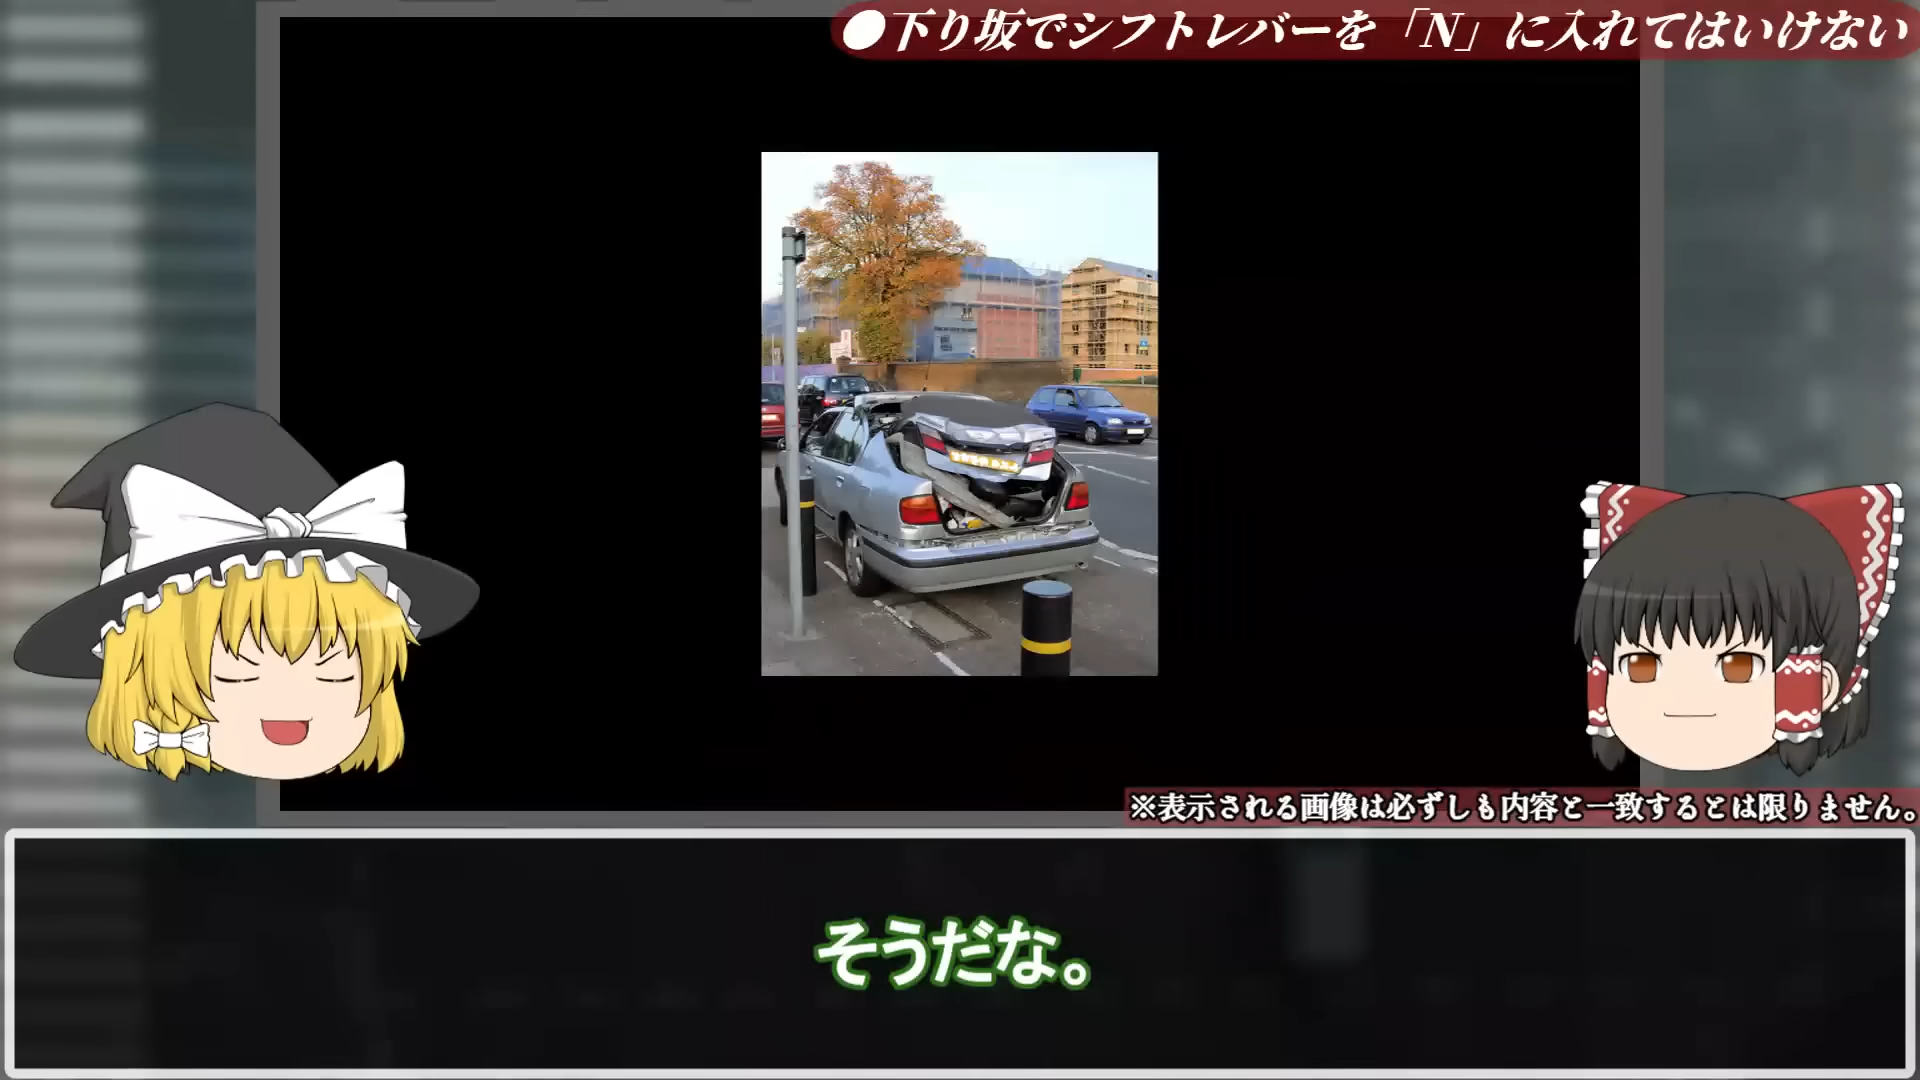 ●下り坂でシフトレバーを「N」に入れてはいけない
※表示される画像は必ずしも内容と一致するとは限りません。
そうだな。